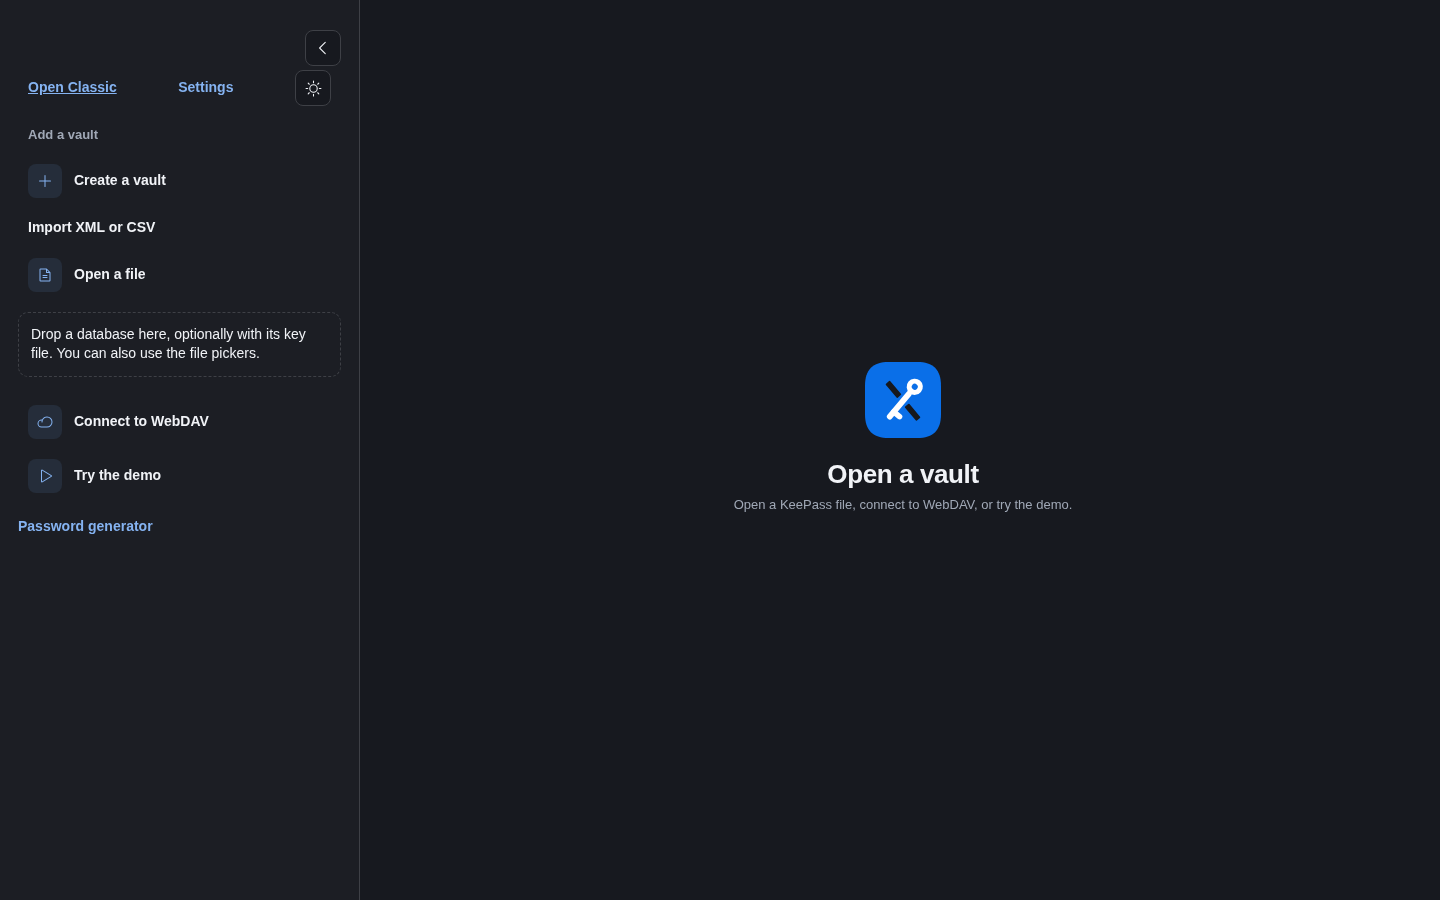 Open Classic
Settings
Add a vault
Create a vault
Import XML or CSV
Open a file
Drop a database here, optionally with its key
file. You can also use the file pickers.
Connect to WebDAV
Try the demo
Password generator
Open a vault
Open a KeePass file, connect to WebDAV, or try the demo.